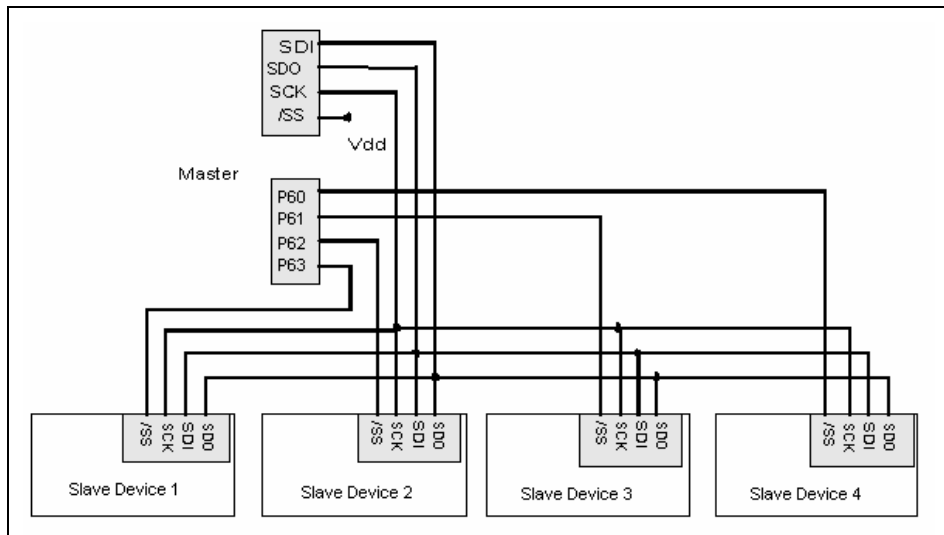 SDI
SDO
SCK
/SS
Vdd
Master
P60
P61
P62
P63
/SS
SCK
SDI
SDO
Slave Device 1
/SS
SCK
SDI
SDO
Slave Device 2
/SS
SCK
SDI
SDO
Slave Device 3
/SS
SCK
SDI
SDO
Slave Device 4